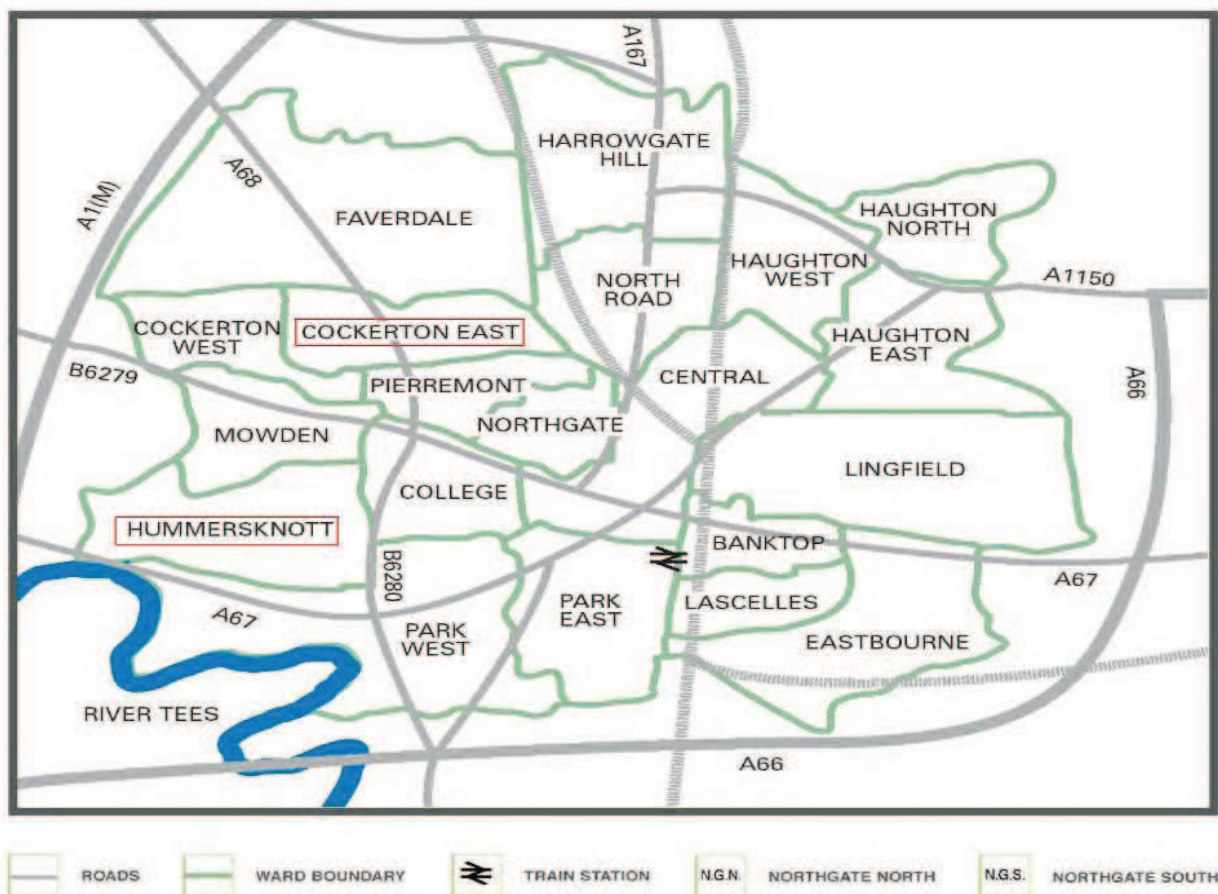 A167
HARROWGATE
HILL
A68
A1(M)
FAVERDALE
HAUGHTON
NORTH
HAUGHTON
WEST
NORTH
ROAD
A1150
COCKERTON
WEST
COCKERTON EAST
HAUGHTON
EAST
B6279
PIERREMONT
CENTRAL
A66
MOWDEN
NORTHGATE
COLLEGE
LINGFIELD
HUMMERSKNOTT
BANKTOP
B6280
A67
A67
PARK
WEST
PARK
EAST
LASCELLES
EASTBOURNE
RIVER TEES
A66
ROADS
WARD BOUNDARY
TRAIN STATION
N.G.N.
NORTHGATE NORTH
N.G.S.
NORTHGATE SOUTH